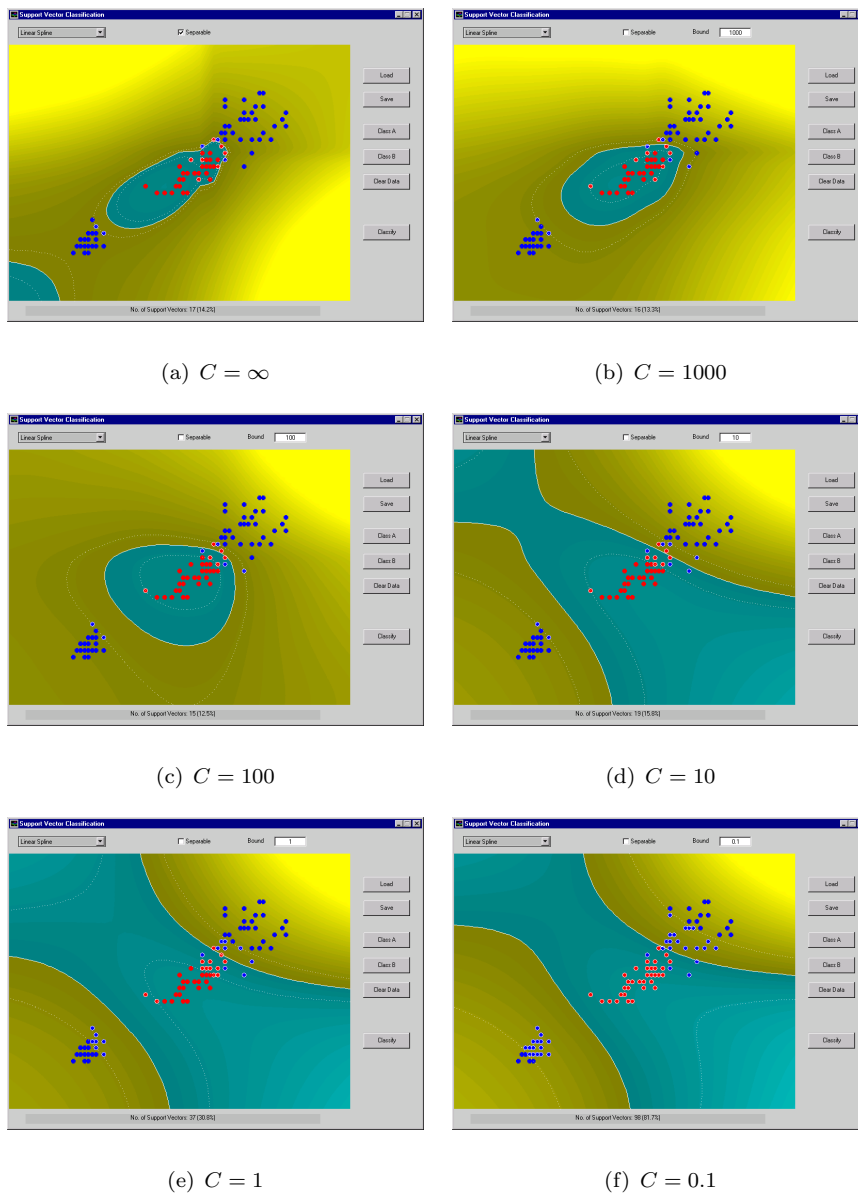 Support Vector Classification
Linear Spline
Separable
Load
Save
Class A
Class B
Clear Data
Classify
No. of Support Vectors: 17 (14.2%)
(a) C = ∞
Support Vector Classification
Linear Spline
Separable
Bound
1000
Load
Save
Class A
Class B
Clear Data
Classify
No. of Support Vectors: 16 (13.3%)
(b) C = 1000
Support Vector Classification
Linear Spline
Separable
Bound
100
Load
Save
Class A
Class B
Clear Data
Classify
No. of Support Vectors: 15 (12.5%)
(c) C = 100
Support Vector Classification
Linear Spline
Separable
Bound
10
Load
Save
Class A
Class B
Clear Data
Classify
No. of Support Vectors: 19 (15.8%)
(d) C = 10
Support Vector Classification
Linear Spline
Separable
Bound
1
Load
Save
Class A
Class B
Clear Data
Classify
No. of Support Vectors: 37 (30.8%)
(e) C = 1
Support Vector Classification
Linear Spline
Separable
Bound
0.1
Load
Save
Class A
Class B
Clear Data
Classify
No. of Support Vectors: 98 (81.7%)
(f) C = 0.1